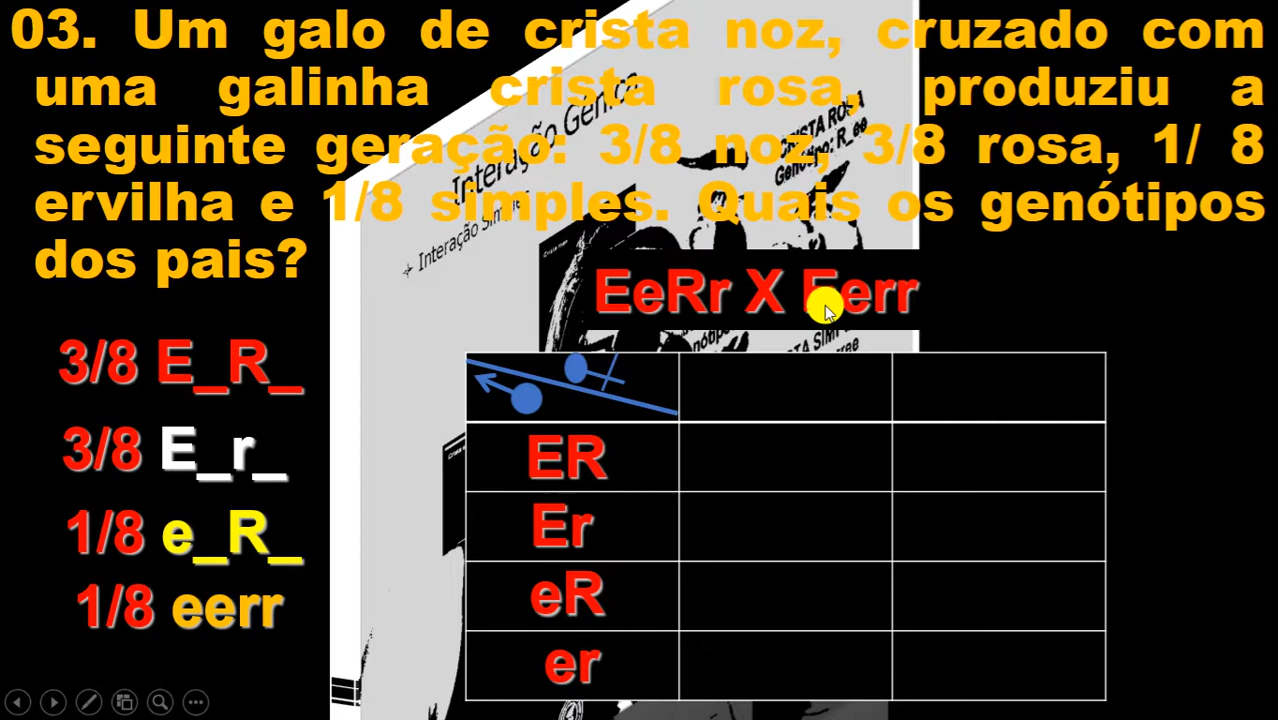 03. Um galo de crista noz, cruzado com
uma galinha crista rosa, produziu a
seguinte geração: 3/8 noz, 3/8 rosa, 1/ 8
ervilha e 1/8 simples. Quais os genótipos
dos pais?
Interação Gênica
+ Interação Simples
CRISTA ROSA
Genótipo: R_ee
EeRr X Eerr
3/8 E_R_
3/8 E_r_
1/8 e_R_
1/8 eerr
ER
Er
eR
er